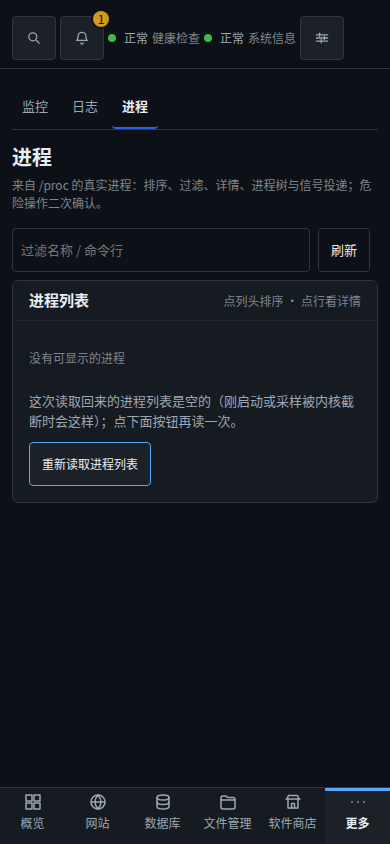 1
正常 健康检查 正常 系统信息
监控 日志 进程
进程
来自 /proc 的真实进程：排序、过滤、详情、进程树与信号投递；危
险操作二次确认。
过滤名称 / 命令行 刷新
进程列表 点列头排序 · 点行看详情
没有可显示的进程
这次读取回来的进程列表是空的（刚启动或采样被内核截
断时会这样）；点下面按钮再读一次。
重新读取进程列表
概览 网站 数据库 文件管理 软件商店 更多